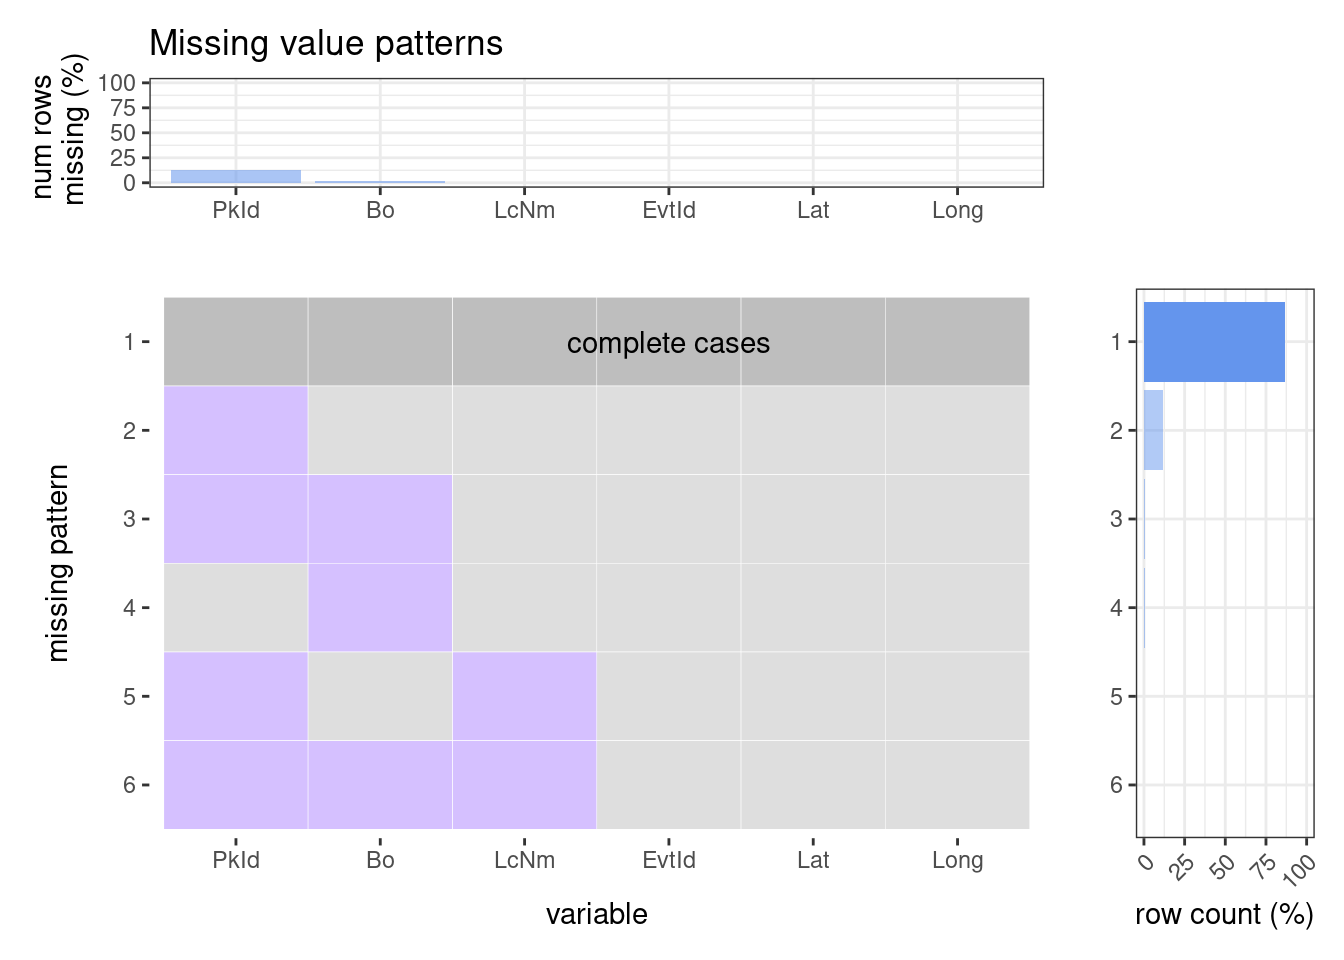 Missing value patterns
num rows
missing (%)
100
75
50
25
0
PkId Bo LcNm EvtId Lat Long
missing pattern
1
2
3
4
5
6
complete cases
PkId Bo LcNm EvtId Lat Long
variable
1
2
3
4
5
6
0 25 50 75 100
row count (%)